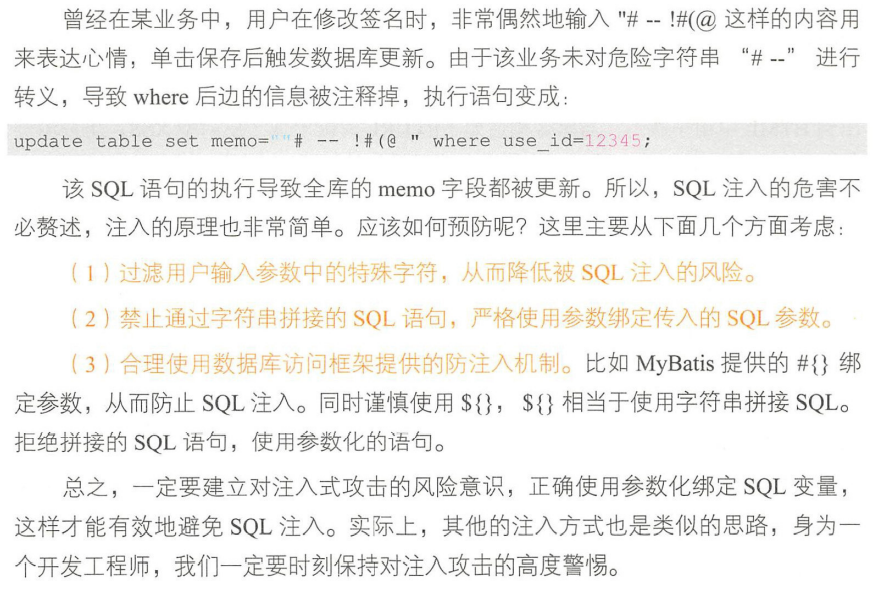 曾经在某业务中，用户在修改签名时，非常偶然地输入 "# -- !#(@ 这样的内容用
来表达心情，单击保存后触发数据库更新。由于该业务未对危险字符串 “# --” 进行
转义，导致 where 后边的信息被注释掉，执行语句变成：
update table set memo=""# -- !#(@ " where use_id=12345;
该 SQL 语句的执行导致全库的 memo 字段都被更新。所以，SQL 注入的危害不
必赘述，注入的原理也非常简单。应该如何预防呢？这里主要从下面几个方面考虑：
（1）过滤用户输入参数中的特殊字符，从而降低被 SQL 注入的风险。
（2）禁止通过字符串拼接的 SQL 语句，严格使用参数绑定传入的 SQL 参数。
（3）合理使用数据库访问框架提供的防注入机制。比如 MyBatis 提供的 #{} 绑
定参数，从而防止 SQL 注入。同时谨慎使用 ${}， ${} 相当于使用字符串拼接 SQL。
拒绝拼接的 SQL 语句，使用参数化的语句。
总之，一定要建立对注入式攻击的风险意识，正确使用参数化绑定 SQL 变量，
这样才能有效地避免 SQL 注入。实际上，其他的注入方式也是类似的思路，身为一
个开发工程师，我们一定要时刻保持对注入攻击的高度警惕。